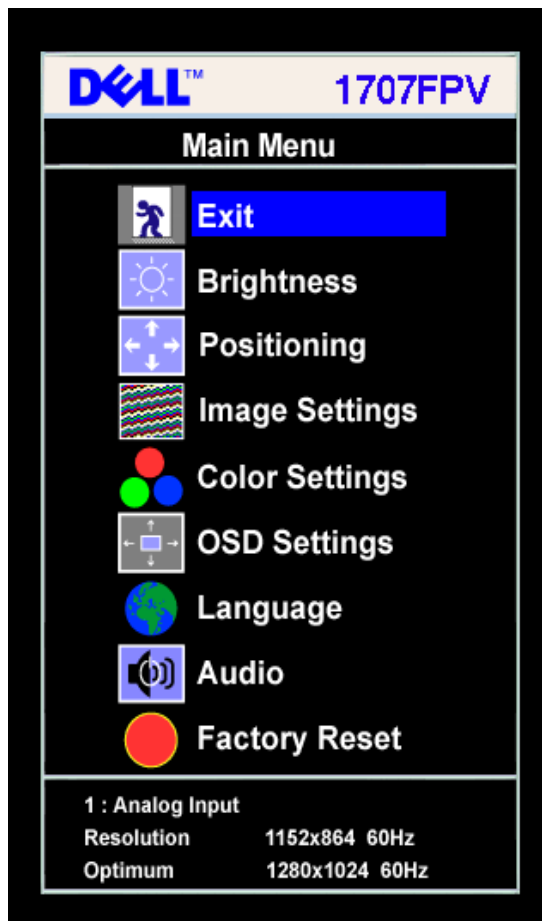 DELL™ 1707FPV
Main Menu
Exit
Brightness
Positioning
Image Settings
Color Settings
OSD Settings
Language
Audio
Factory Reset
1 : Analog Input
Resolution 1152x864 60Hz
Optimum 1280x1024 60Hz